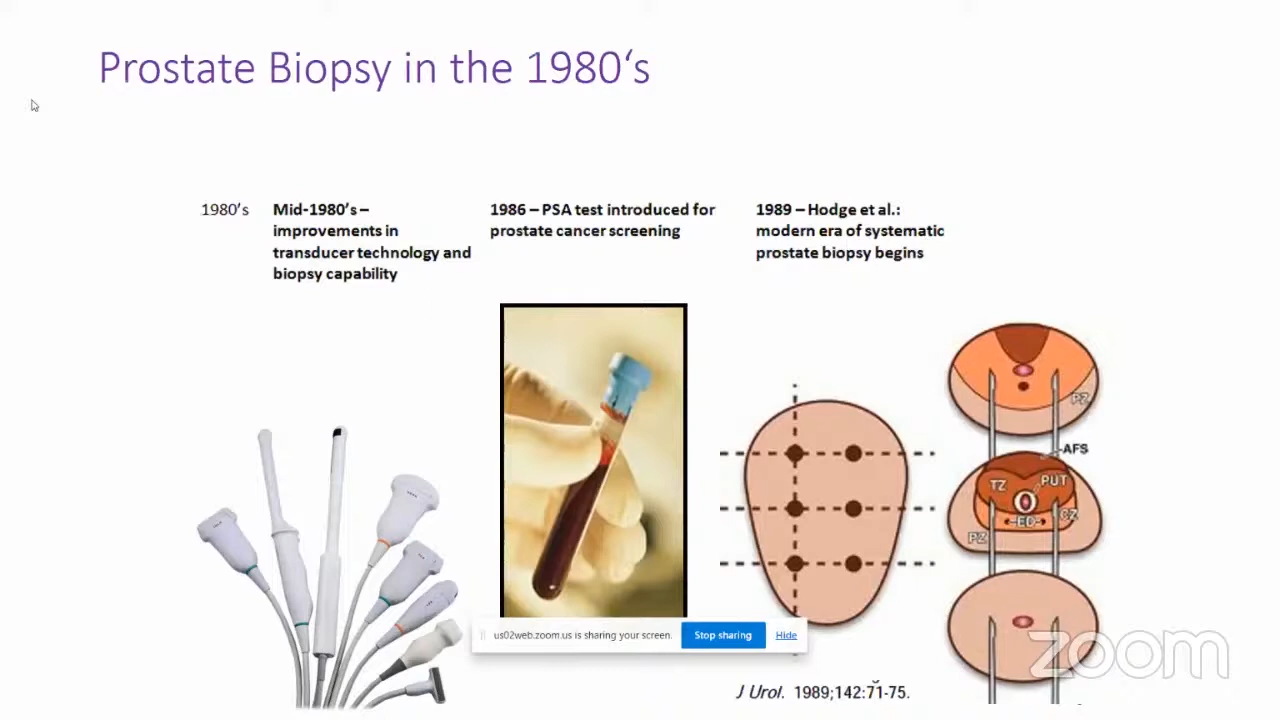 Prostate Biopsy in the 1980‘s
1980’s
Mid-1980’s –
improvements in
transducer technology and
biopsy capability
1986 – PSA test introduced for
prostate cancer screening
1989 – Hodge et al.:
modern era of systematic
prostate biopsy begins
PZ
AFS
TZ
PUT
CZ
ED
PZ
us02web.zoom.us is sharing your screen.
Stop sharing
Hide
zoom
J Urol. 1989;142:71-75.